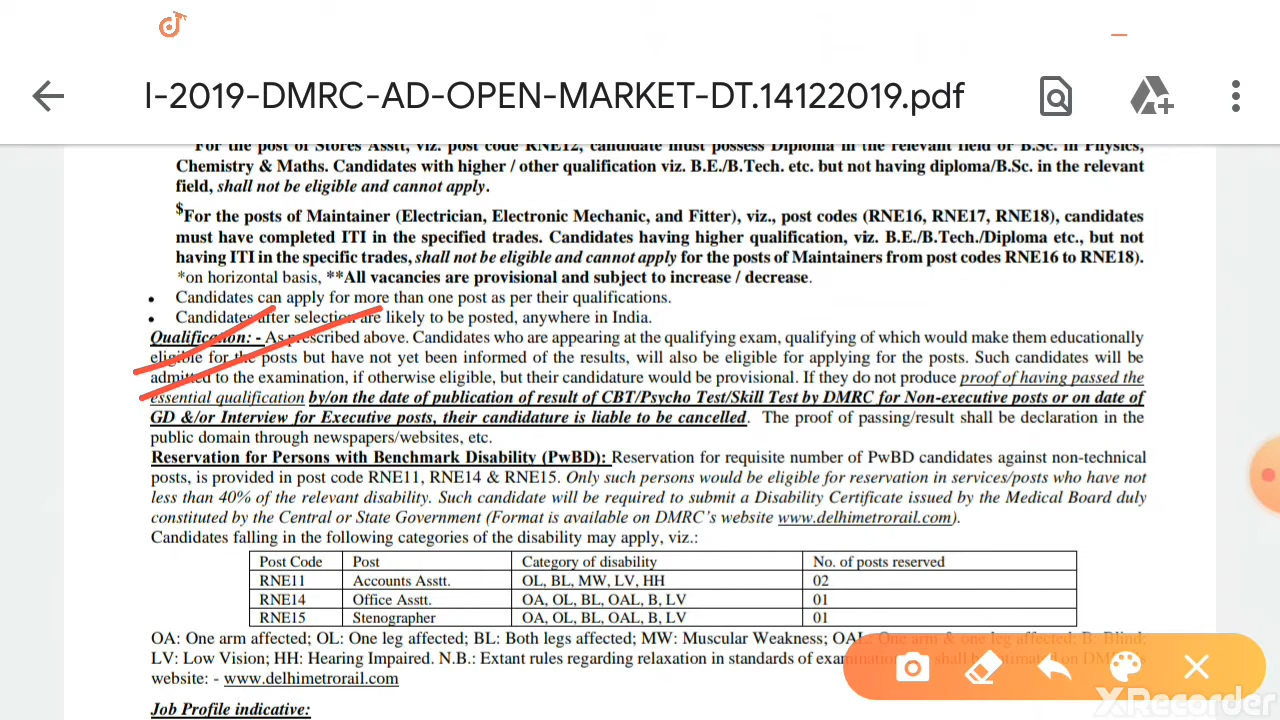 I-2019-DMRC-AD-OPEN-MARKET-DT.14122019.pdf
For the post of Stores Asstt, viz. post code RNE12, candidate must possess Diploma in the relevant field or B.Sc. in Physics,
Chemistry & Maths. Candidates with higher / other qualification viz. B.E./B.Tech. etc. but not having diploma/B.Sc. in the relevant
field, shall not be eligible and cannot apply.
$For the posts of Maintainer (Electrician, Electronic Mechanic, and Fitter), viz., post codes (RNE16, RNE17, RNE18), candidates
must have completed ITI in the specified trades. Candidates having higher qualification, viz. B.E./B.Tech./Diploma etc., but not
having ITI in the specific trades, shall not be eligible and cannot apply for the posts of Maintainers from post codes RNE16 to RNE18).
*on horizontal basis, **All vacancies are provisional and subject to increase / decrease.
• Candidates can apply for more than one post as per their qualifications.
• Candidates after selection are likely to be posted, anywhere in India.
Qualification: - As prescribed above. Candidates who are appearing at the qualifying exam, qualifying of which would make them educationally
eligible for the posts but have not yet been informed of the results, will also be eligible for applying for the posts. Such candidates will be
admitted to the examination, if otherwise eligible, but their candidature would be provisional. If they do not produce proof of having passed the
essential qualification by/on the date of publication of result of CBT/Psycho Test/Skill Test by DMRC for Non-executive posts or on date of
GD &/or Interview for Executive posts, their candidature is liable to be cancelled. The proof of passing/result shall be declaration in the
public domain through newspapers/websites, etc.
Reservation for Persons with Benchmark Disability (PwBD): Reservation for requisite number of PwBD candidates against non-technical
posts, is provided in post code RNE11, RNE14 & RNE15. Only such persons would be eligible for reservation in services/posts who have not
less than 40% of the relevant disability. Such candidate will be required to submit a Disability Certificate issued by the Medical Board duly
constituted by the Central or State Government (Format is available on DMRC's website www.delhimetrorail.com).
Candidates falling in the following categories of the disability may apply, viz.:
Post Code Post Category of disability No. of posts reserved
RNE11 Accounts Asstt. OL, BL, MW, LV, HH 02
RNE14 Office Asstt. OA, OL, BL, OAL, B, LV 01
RNE15 Stenographer OA, OL, BL, OAL, B, LV 01
OA: One arm affected; OL: One leg affected; BL: Both legs affected; MW: Muscular Weakness; OAL: One arm & one leg affected; B: Blind;
LV: Low Vision; HH: Hearing Impaired. N.B.: Extant rules regarding relaxation in standards of
website: - www.delhimetrorail.com
Job Profile indicative:
XRecorder